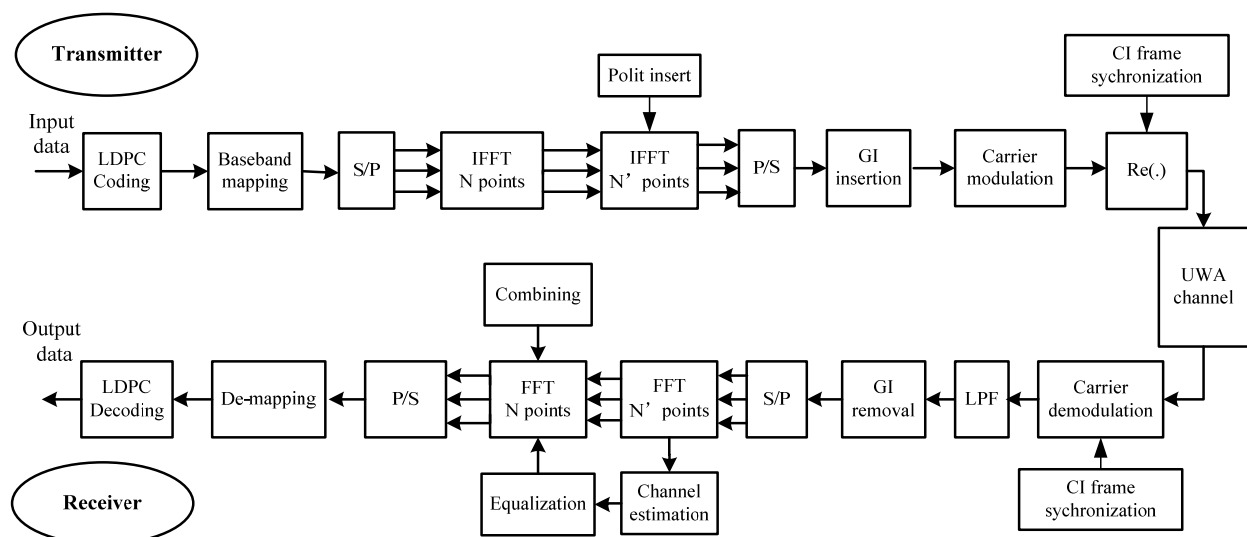 Transmitter
CI frame
sychronization
Polit insert
Input
data
LDPC
Coding
Baseband
mapping
S/P
IFFT
N points
IFFT
N’ points
P/S
GI
insertion
Carrier
modulation
Re(.)
UWA
channel
Combining
Output
data
LDPC
Decoding
De-mapping
P/S
FFT
N points
FFT
N’ points
S/P
GI
removal
LPF
Carrier
demodulation
Receiver
Equalization
Channel
estimation
CI frame
sychronization